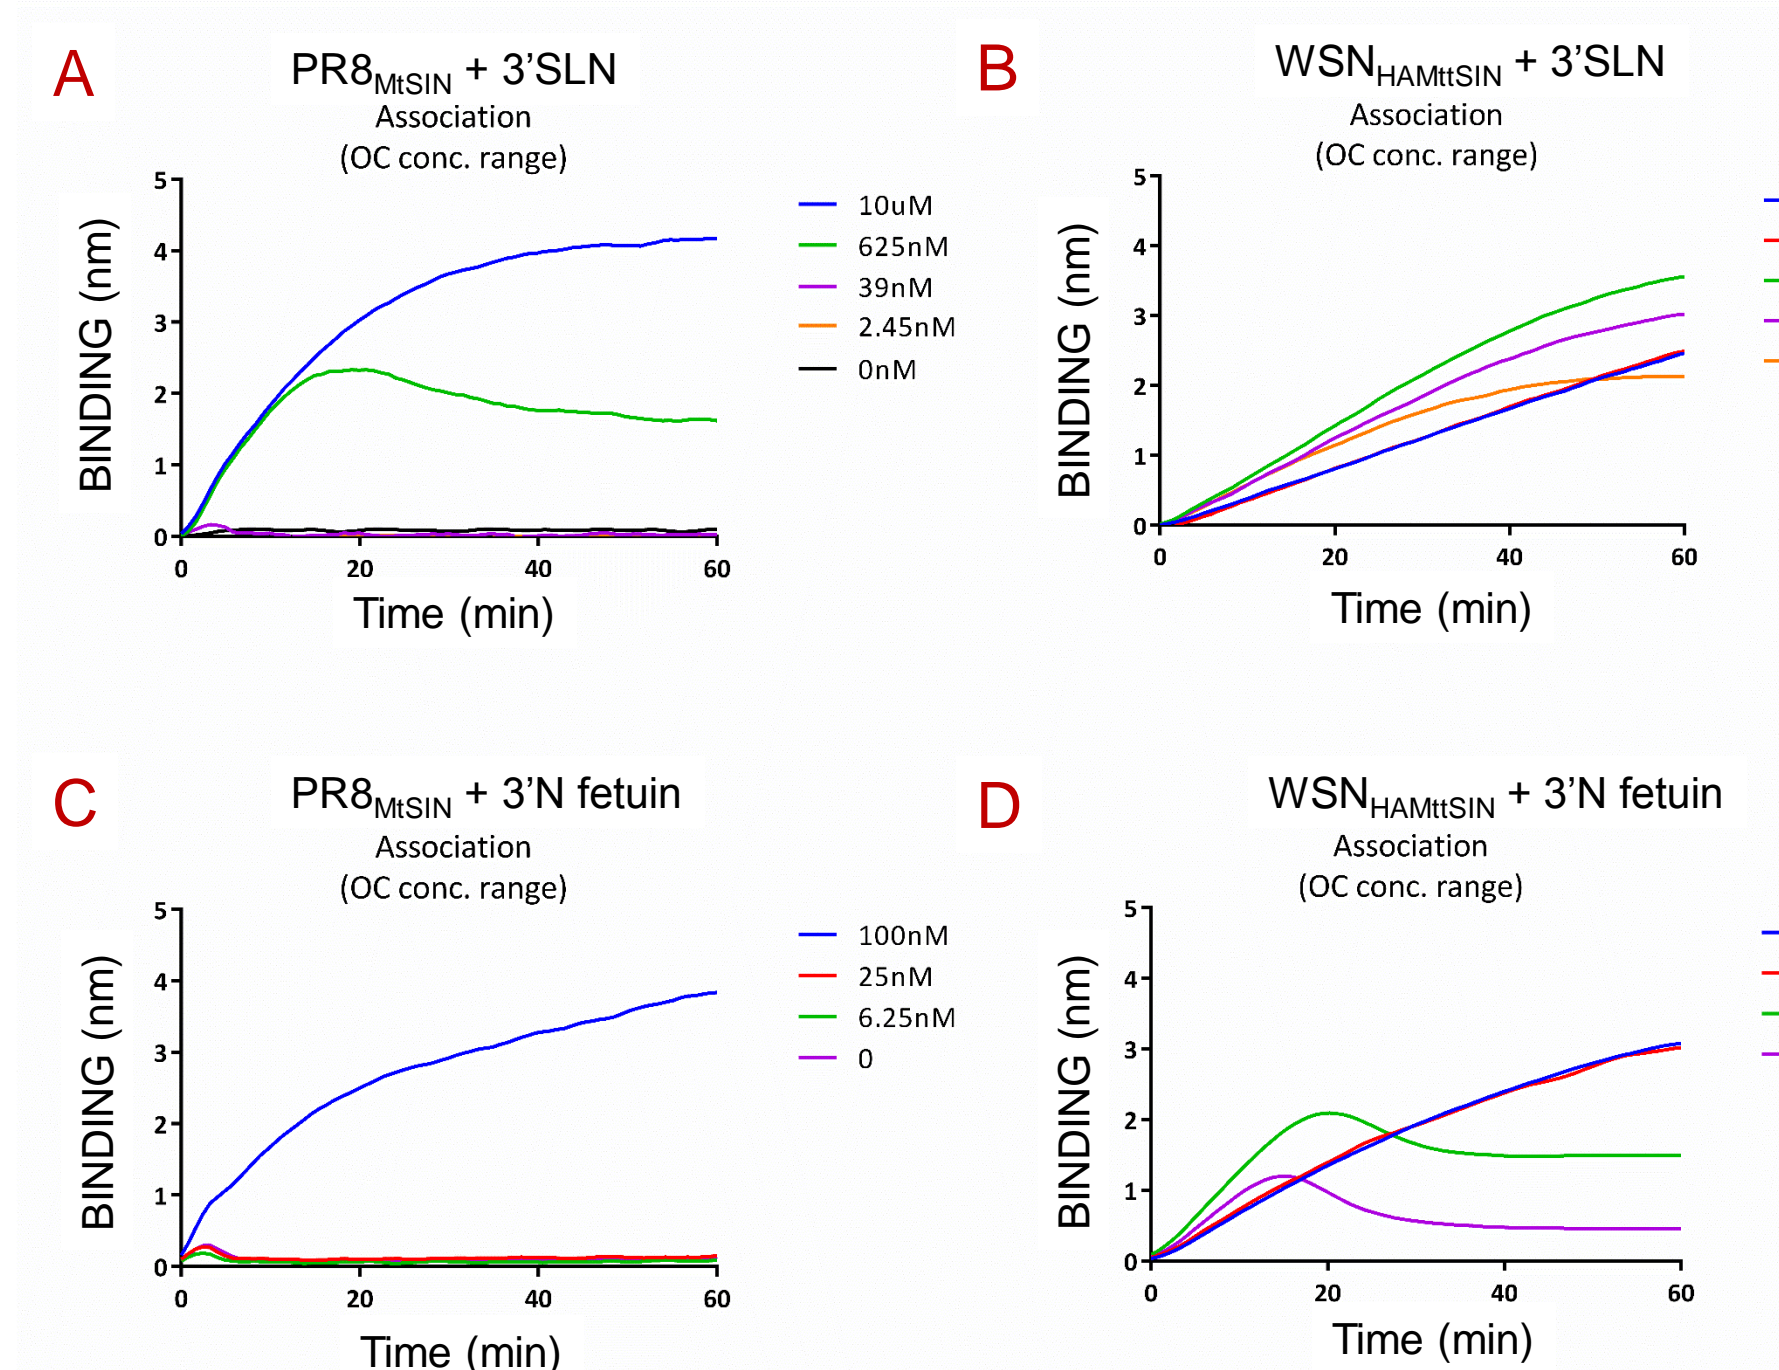 A
PR8MtSIN + 3'SLN
Association
(OC conc. range)
BINDING (nm)
5
4
3
2
1
0
0
20
40
60
Time (min)
10uM
625nM
39nM
2.45nM
0nM
B
WSNHAMttSIN + 3'SLN
Association
(OC conc. range)
BINDING (nm)
5
4
3
2
1
0
0
20
40
60
Time (min)
C
PR8MtSIN + 3'N fetuin
Association
(OC conc. range)
BINDING (nm)
5
4
3
2
1
0
0
20
40
60
Time (min)
100nM
25nM
6.25nM
0
D
WSNHAMttSIN + 3'N fetuin
Association
(OC conc. range)
BINDING (nm)
5
4
3
2
1
0
0
20
40
60
Time (min)